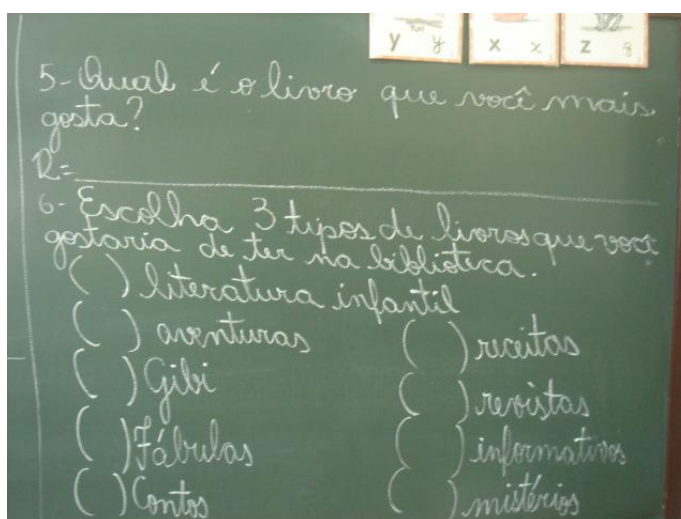 y y x x z z
5- Qual é o livro que você mais
gosta?
R=
6- Escolha 3 tipos de livros que você
gostaria de ter na biblioteca.
( ) literatura infantil
( ) aventuras ( ) receitas
( ) Gibi ( ) revistas
( ) Fábulas ( ) informativos
( ) Contos ( ) mistérios